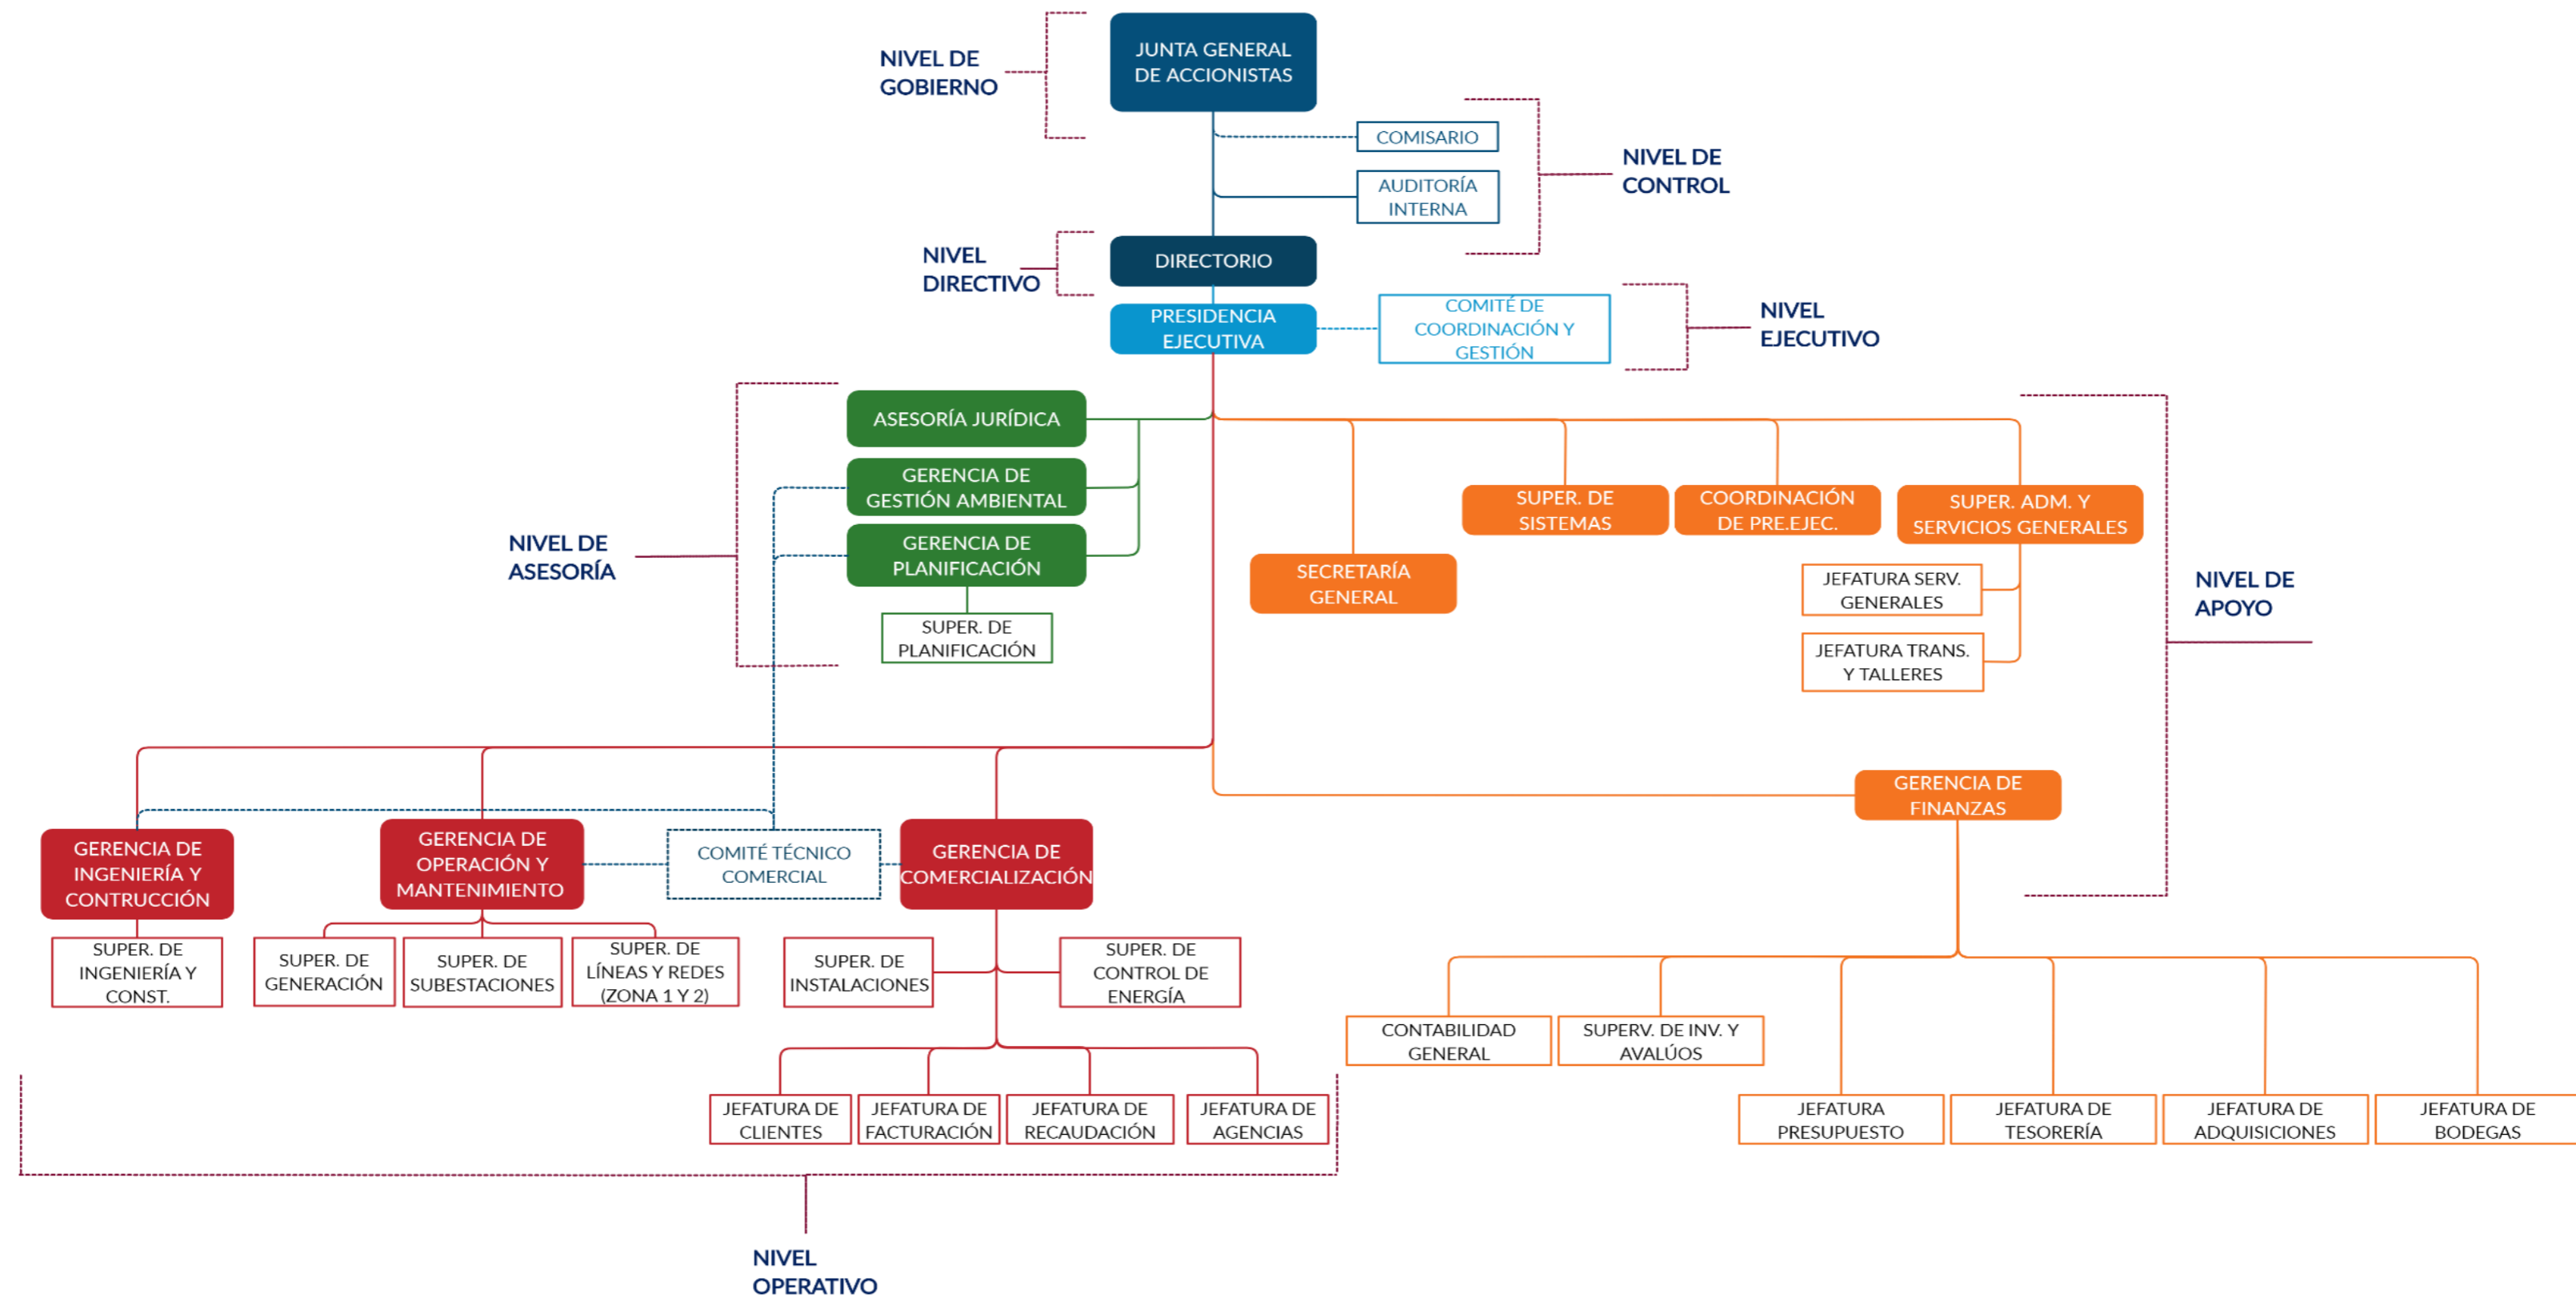 NIVEL DE
GOBIERNO
JUNTA GENERAL
DE ACCIONISTAS
COMISARIO
AUDITORÍA
INTERNA
NIVEL DE
CONTROL
NIVEL
DIRECTIVO
DIRECTORIO
PRESIDENCIA
EJECUTIVA
COMITÉ DE
COORDINACIÓN Y
GESTIÓN
NIVEL
EJECUTIVO
NIVEL DE
ASESORÍA
ASESORÍA JURÍDICA
GERENCIA DE
GESTIÓN AMBIENTAL
GERENCIA DE
PLANIFICACIÓN
SUPER. DE
PLANIFICACIÓN
SECRETARÍA
GENERAL
SUPER. DE
SISTEMAS
COORDINACIÓN
DE PRE.EJEC.
SUPER. ADM. Y
SERVICIOS GENERALES
JEFATURA SERV.
GENERALES
JEFATURA TRANS.
Y TALLERES
NIVEL DE
APOYO
GERENCIA DE
FINANZAS
GERENCIA DE
INGENIERÍA Y
CONTRUCCIÓN
GERENCIA DE
OPERACIÓN Y
MANTENIMIENTO
COMITÉ TÉCNICO
COMERCIAL
GERENCIA DE
COMERCIALIZACIÓN
SUPER. DE
INGENIERÍA Y
CONST.
SUPER. DE
GENERACIÓN
SUPER. DE
SUBESTACIONES
SUPER. DE
LÍNEAS Y REDES
(ZONA 1 Y 2)
SUPER. DE
INSTALACIONES
SUPER. DE
CONTROL DE
ENERGÍA
CONTABILIDAD
GENERAL
SUPERV. DE INV. Y
AVALÚOS
JEFATURA DE
CLIENTES
JEFATURA DE
FACTURACIÓN
JEFATURA DE
RECAUDACIÓN
JEFATURA DE
AGENCIAS
JEFATURA
PRESUPUESTO
JEFATURA DE
TESORERÍA
JEFATURA DE
ADQUISICIONES
JEFATURA DE
BODEGAS
NIVEL
OPERATIVO